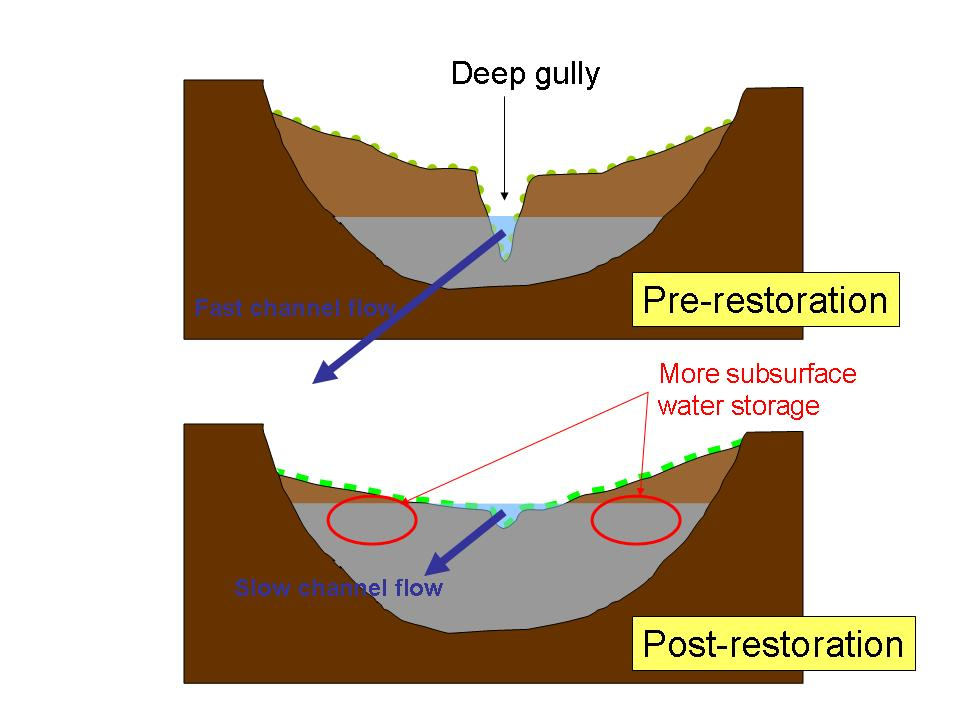 Deep gully
Fast channel flow
Pre-restoration
More subsurface
water storage
Slow channel flow
Post-restoration